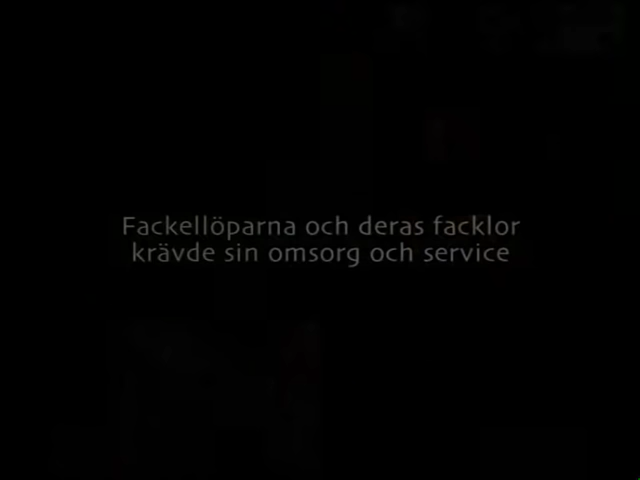 Fackellöparna och deras facklor
krävde sin omsorg och service